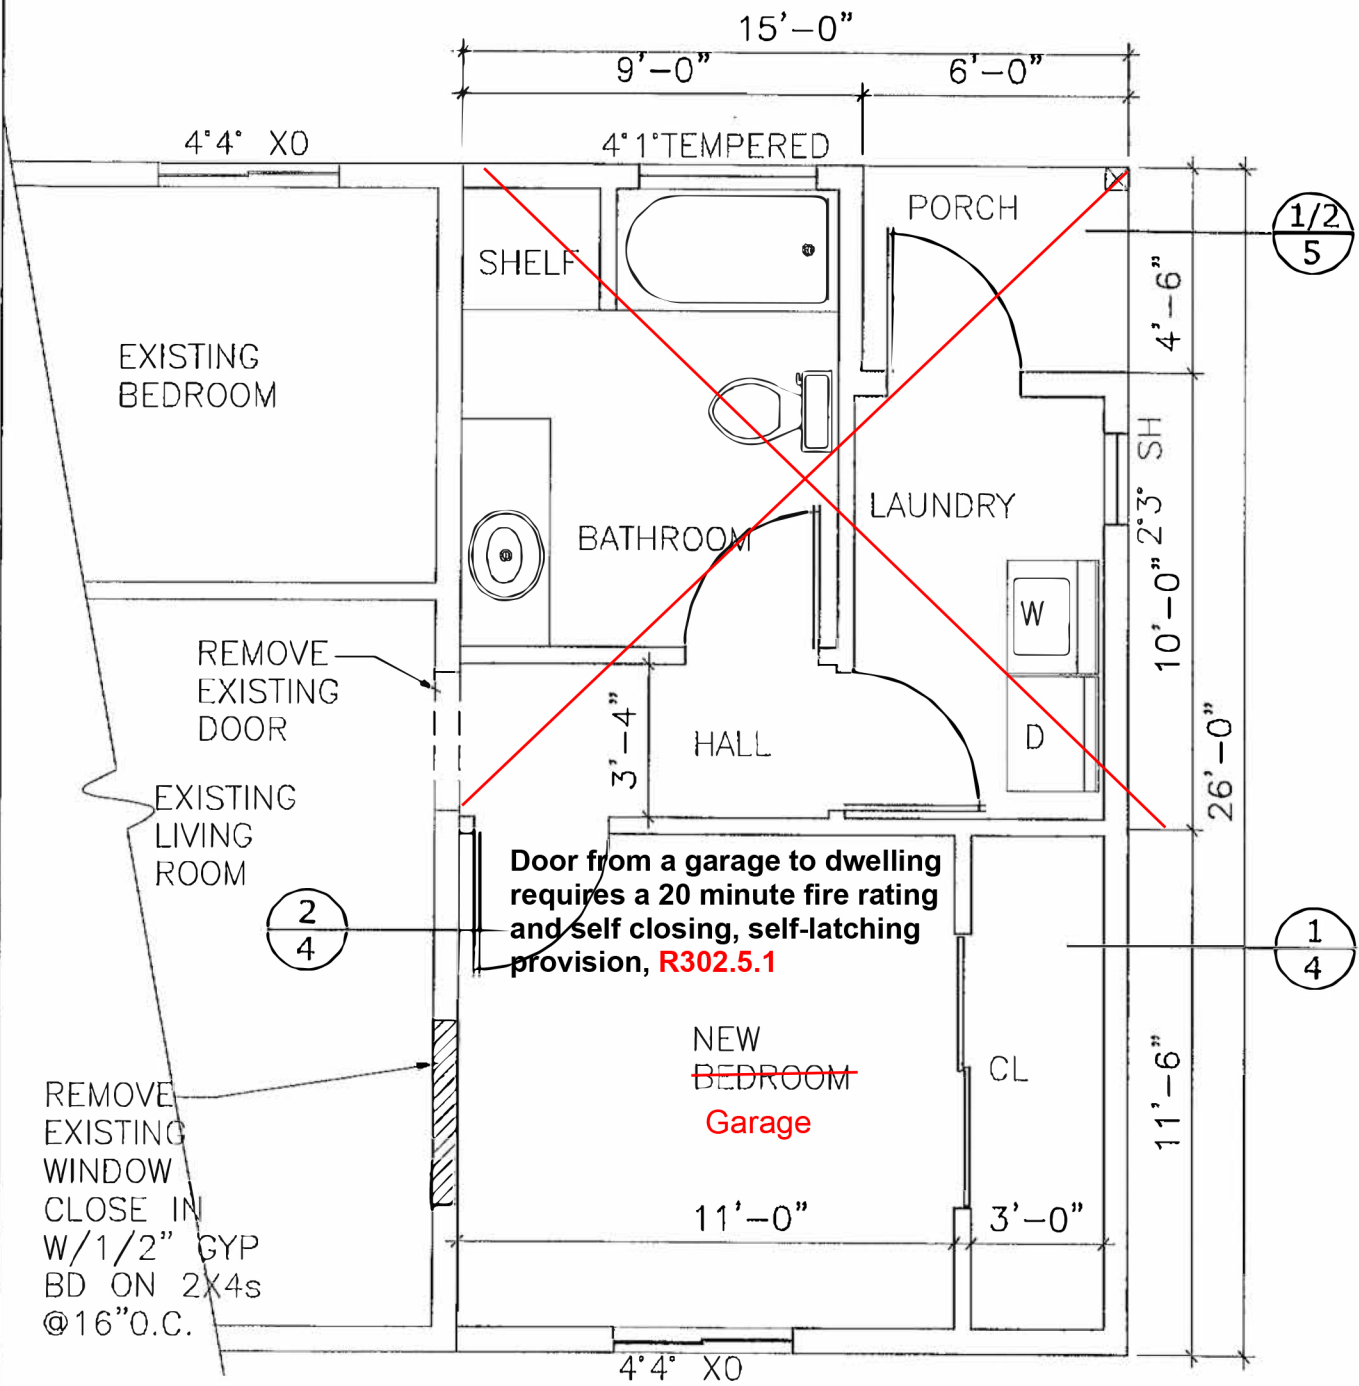 15'-0"
9'-0"
6'-0"
4'4' X0
4'1'TEMPERED
PORCH
1/2
5
SHELF
4'-6"
EXISTING
BEDROOM
SH
2'3'
LAUNDRY
BATHROOM
W
10'-0"
REMOVE
EXISTING
DOOR
3'-4"
HALL
D
26'-0"
EXISTING
LIVING
ROOM
Door from a garage to dwelling
requires a 20 minute fire rating
and self closing, self-latching
provision, R302.5.1
2
4
1
4
NEW
BEDROOM
Garage
CL
11'-6"
REMOVE
EXISTING
WINDOW
CLOSE IN
W/1/2" GYP
BD ON 2X4s
@16"O.C.
11'-0"
3'-0"
4'4' X0